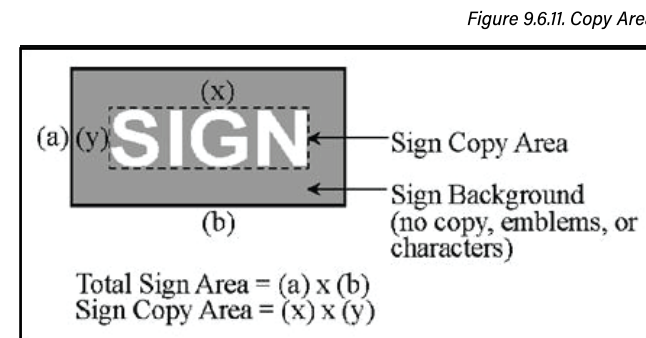 Figure 9.6.11. Copy Area
(x)
(a) (y) SIGN
Sign Copy Area
Sign Background
(no copy, emblems, or
characters)
(b)
Total Sign Area = (a) x (b)
Sign Copy Area = (x) x (y)